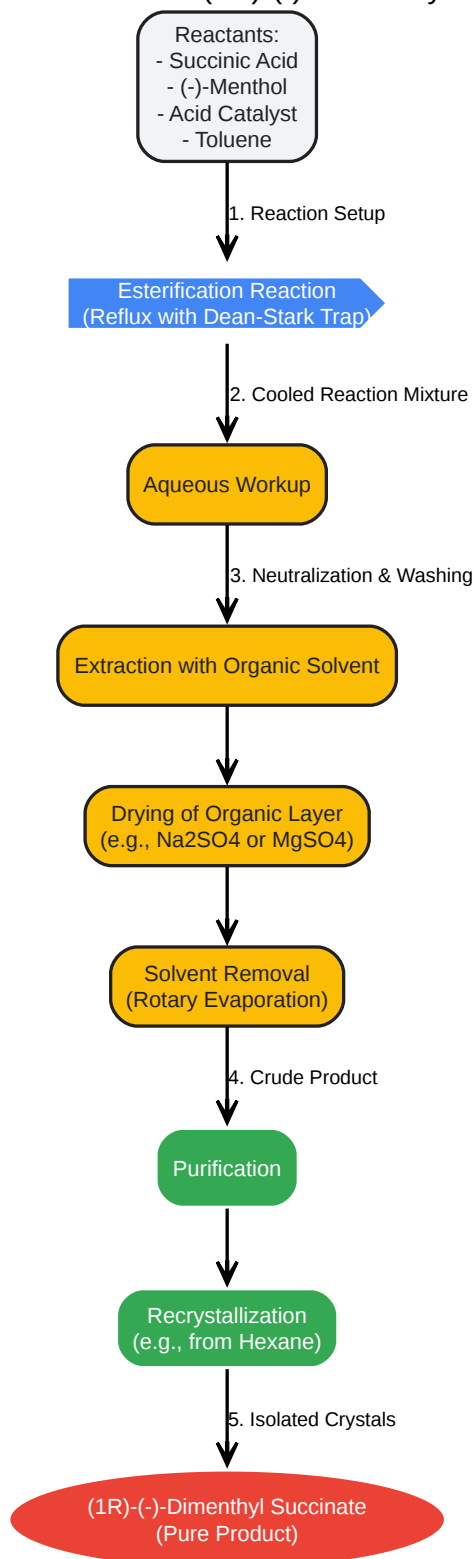 Reactants:
- Succinic Acid
- (-)-Menthol
- Acid Catalyst
- Toluene
1. Reaction Setup
Esterification Reaction
(Reflux with Dean-Stark Trap)
2. Cooled Reaction Mixture
Aqueous Workup
3. Neutralization & Washing
Extraction with Organic Solvent
Drying of Organic Layer
(e.g., Na2SO4 or MgSO4)
Solvent Removal
(Rotary Evaporation)
4. Crude Product
Purification
Recrystallization
(e.g., from Hexane)
5. Isolated Crystals
(1R)-(-)-Dimenthyl Succinate
(Pure Product)